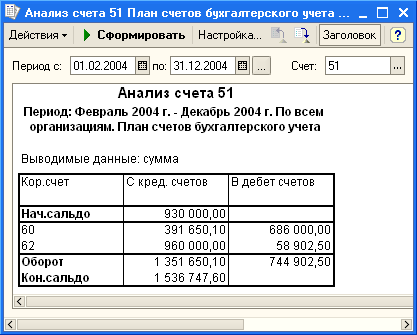 Анализ счета 51 План счетов бухгалтерского учета ...
Действия Сформировать Настройка... Заголовок ?
Период с: 01.02.2004 по: 31.12.2004 ... Счет: 51 ...
Анализ счета 51
Период: Февраль 2004 г. - Декабрь 2004 г. По всем
организациям. План счетов бухгалтерского учета
Выводимые данные: сумма
Кор.счет С кред. счетов В дебет счетов
Нач.сальдо 930 000,00
60 391 650,10 686 000,00
62 960 000,00 58 902,50
Оборот 1 351 650,10 744 902,50
Кон.сальдо 1 536 747,60